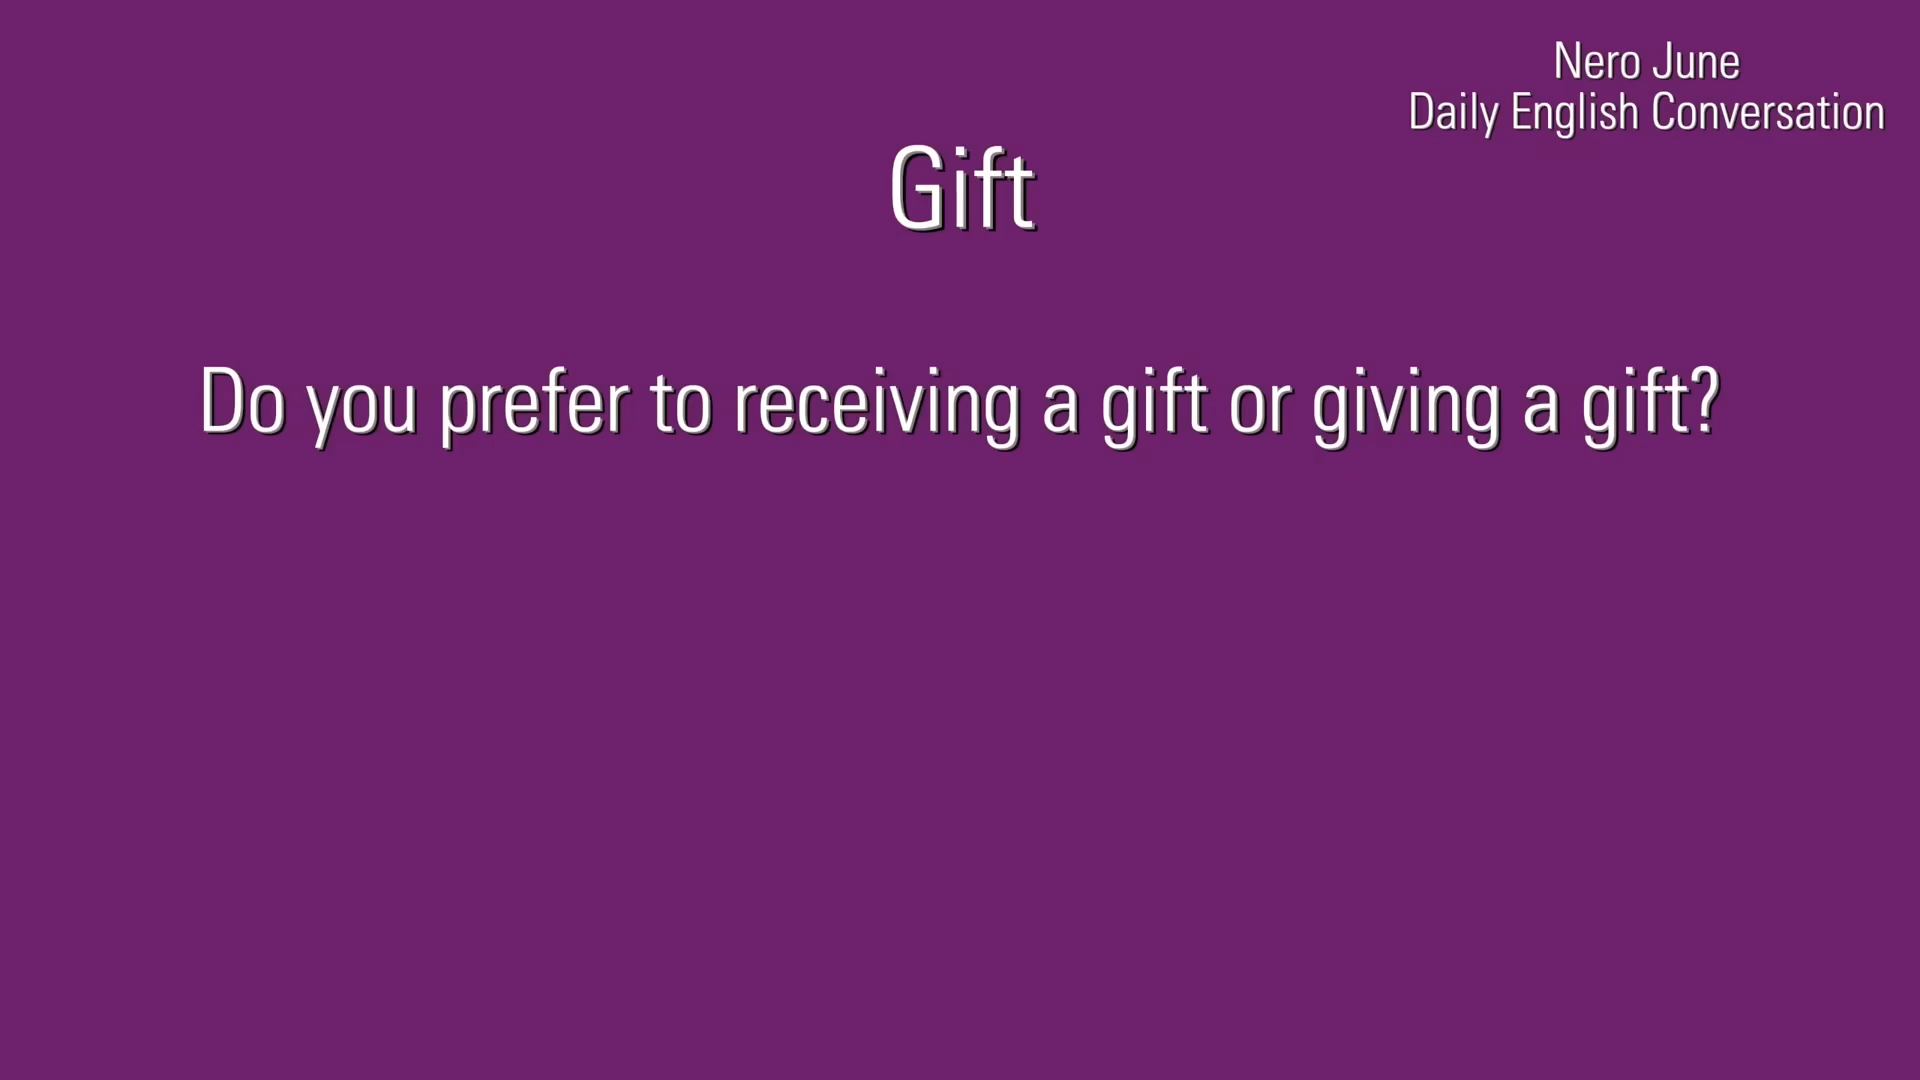 Nero June
Daily English Conversation
Gift
Do you prefer to receiving a gift or giving a gift?